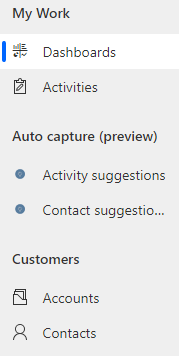 My Work
Dashboards
Activities
Auto capture (preview)
Activity suggestions
Contact suggestio...
Customers
Accounts
Contacts